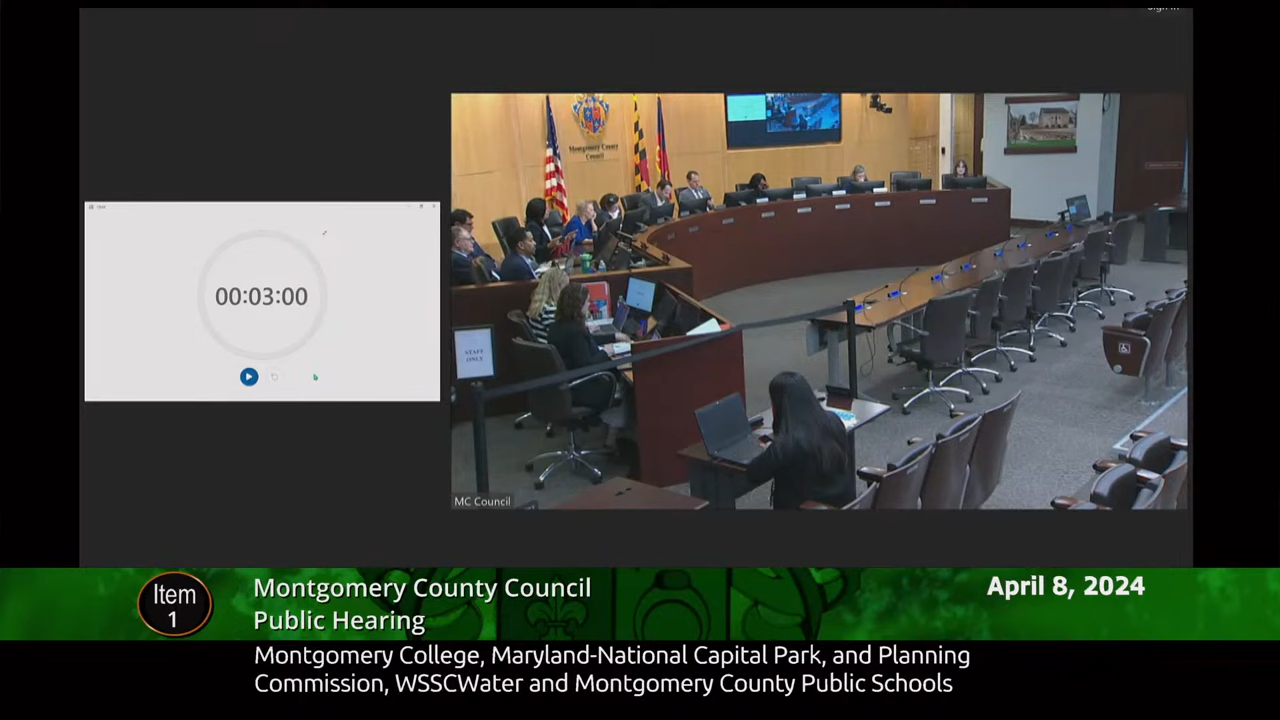 00:03:00
Montgomery County
Council
STAFF
ONLY
MC Council
Item
1
Montgomery County Council
Public Hearing
April 8, 2024
Montgomery College, Maryland-National Capital Park, and Planning
Commission, WSSCWater and Montgomery County Public Schools